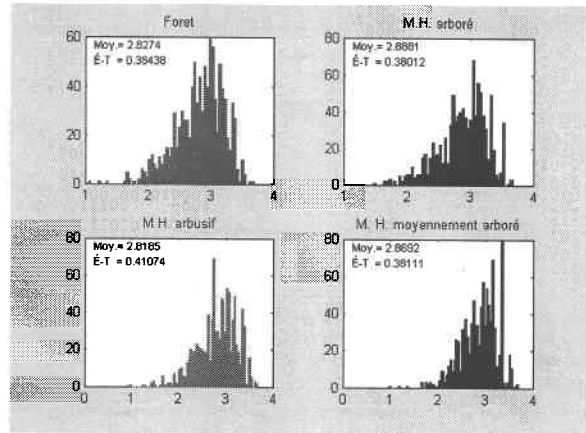 Foret
M.H. arboré
60
40
20
0
Moy.= 2.8274
É-T = 0.38438
1 2 3 4
80
60
40
20
0
Moy.= 2.8881
É-T = 0.38012
1 2 3 4
M.H. arbusif
M. H. moyennement arboré
80
60
40
20
0
Moy.= 2.8185
É-T = 0.41074
0 1 2 3 4
80
60
40
20
0
Moy.= 2.8692
É-T = 0.38111
0 1 2 3 4